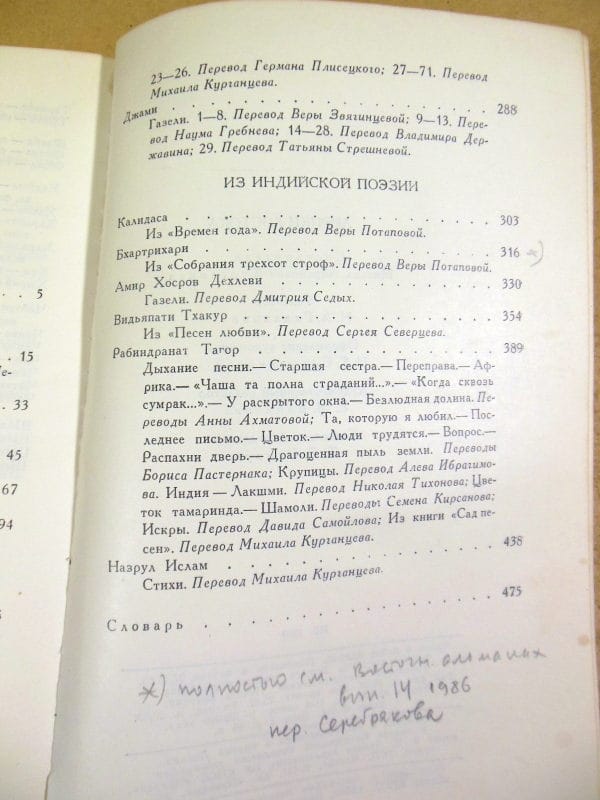 23—26. Перевод Германа Плисецкого; 27—71. Перевод
Михаила Курганцева.
Джами . . . . . . . . . . . . . . . . 288
Газели. 1—8. Перевод Веры Звягинцевой; 9—13. Пере-
вод Наума Гребнева; 14—28. Перевод Владимира Дер-
жавина; 29. Перевод Татьяны Стрешневой.
ИЗ ИНДИЙСКОЙ ПОЭЗИИ
Калидаса . . . . . . . . . . . . . . . 303
Из «Времен года». Перевод Веры Потаповой.
Бхартрихари . . . . . . . . . . . . . . 316 *)
Из «Собрания трехсот строф». Перевод Веры Потаповой.
Амир Хосров Дехлеви . . . . . . . . . . 330
Газели. Перевод Дмитрия Седых.
Видьяпати Тхакур . . . . . . . . . . . . 354
Из «Песен любви». Перевод Сергея Северцева.
Рабиндранат Тагор . . . . . . . . . . . 389
Дыхание песни.— Старшая сестра.— Переправа.— Аф-
рика.— «Чаша та полна страданий...».— «Когда сквозь
сумрак...».— У раскрытого окна.— Безлюдная долина. Пе-
реводы Анны Ахматовой; Та, которую я любил.— Пос-
леднее письмо.— Цветок.— Люди трудятся.— Вопрос.—
Распахни дверь.— Драгоценная пыль земли. Переводы
Бориса Пастернака; Крупицы. Перевод Алева Ибрагимо-
ва. Индия — Лакшми. Перевод Николая Тихонова; Цве-
ток тамаринда.— Шамоли. Переводы Семена Кирсанова;
Искры. Перевод Давида Самойлова; Из книги «Сад пе-
сен». Перевод Михаила Курганцева.
Назрул Ислам . . . . . . . . . . . . . 438
Стихи. Перевод Михаила Курганцева.
Словарь . . . . . . . . . . . . . . . 475
*) полностью см. Восточн. альманах
вып. 14 1986
пер. Серебрякова
. . 5
. . 15
33
45
67
94